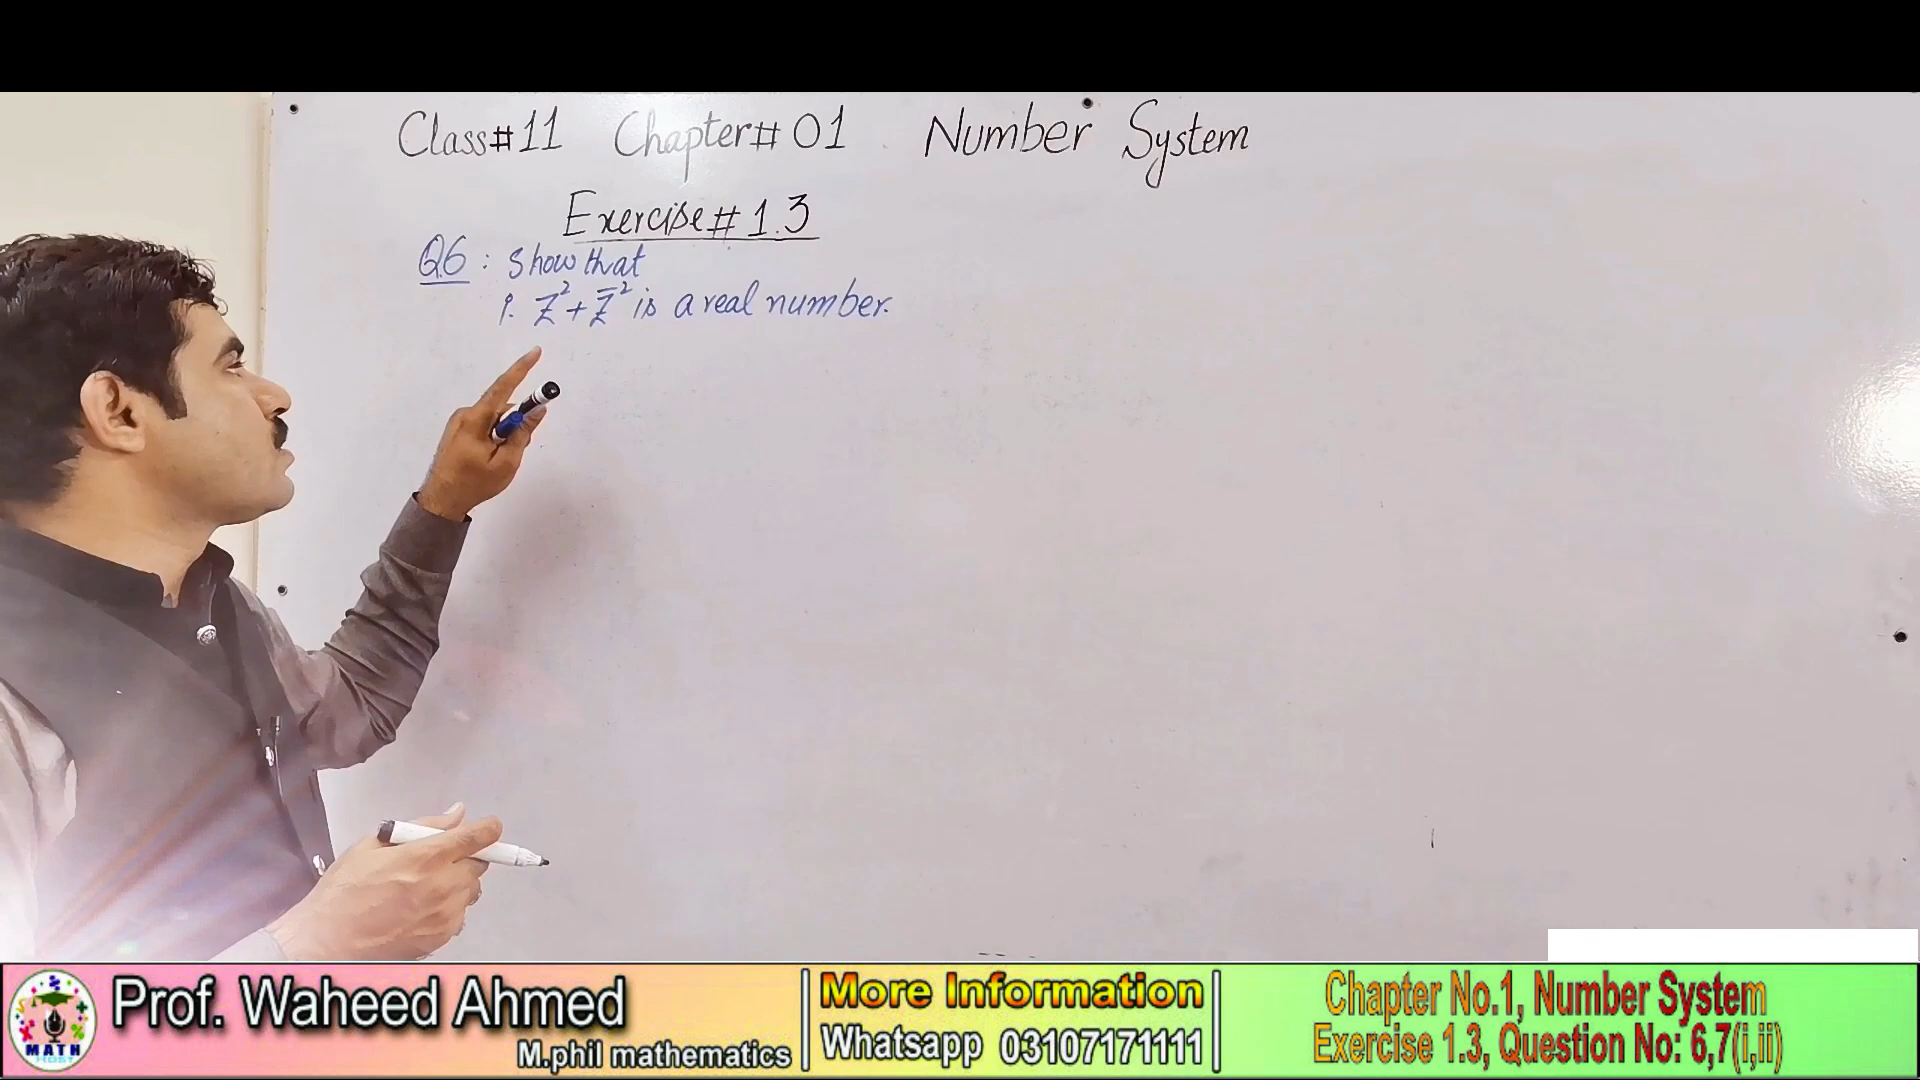 Class#11 Chapter# 01 Number System
Exercise# 1.3
Q6 : Show that
i. Z² + Z̅² is a real number.
MATH
Prof. Waheed Ahmed
M.phil mathematics
More Information
Whatsapp 03107171111
Chapter No.1, Number System
Exercise 1.3, Question No: 6,7(i,ii)